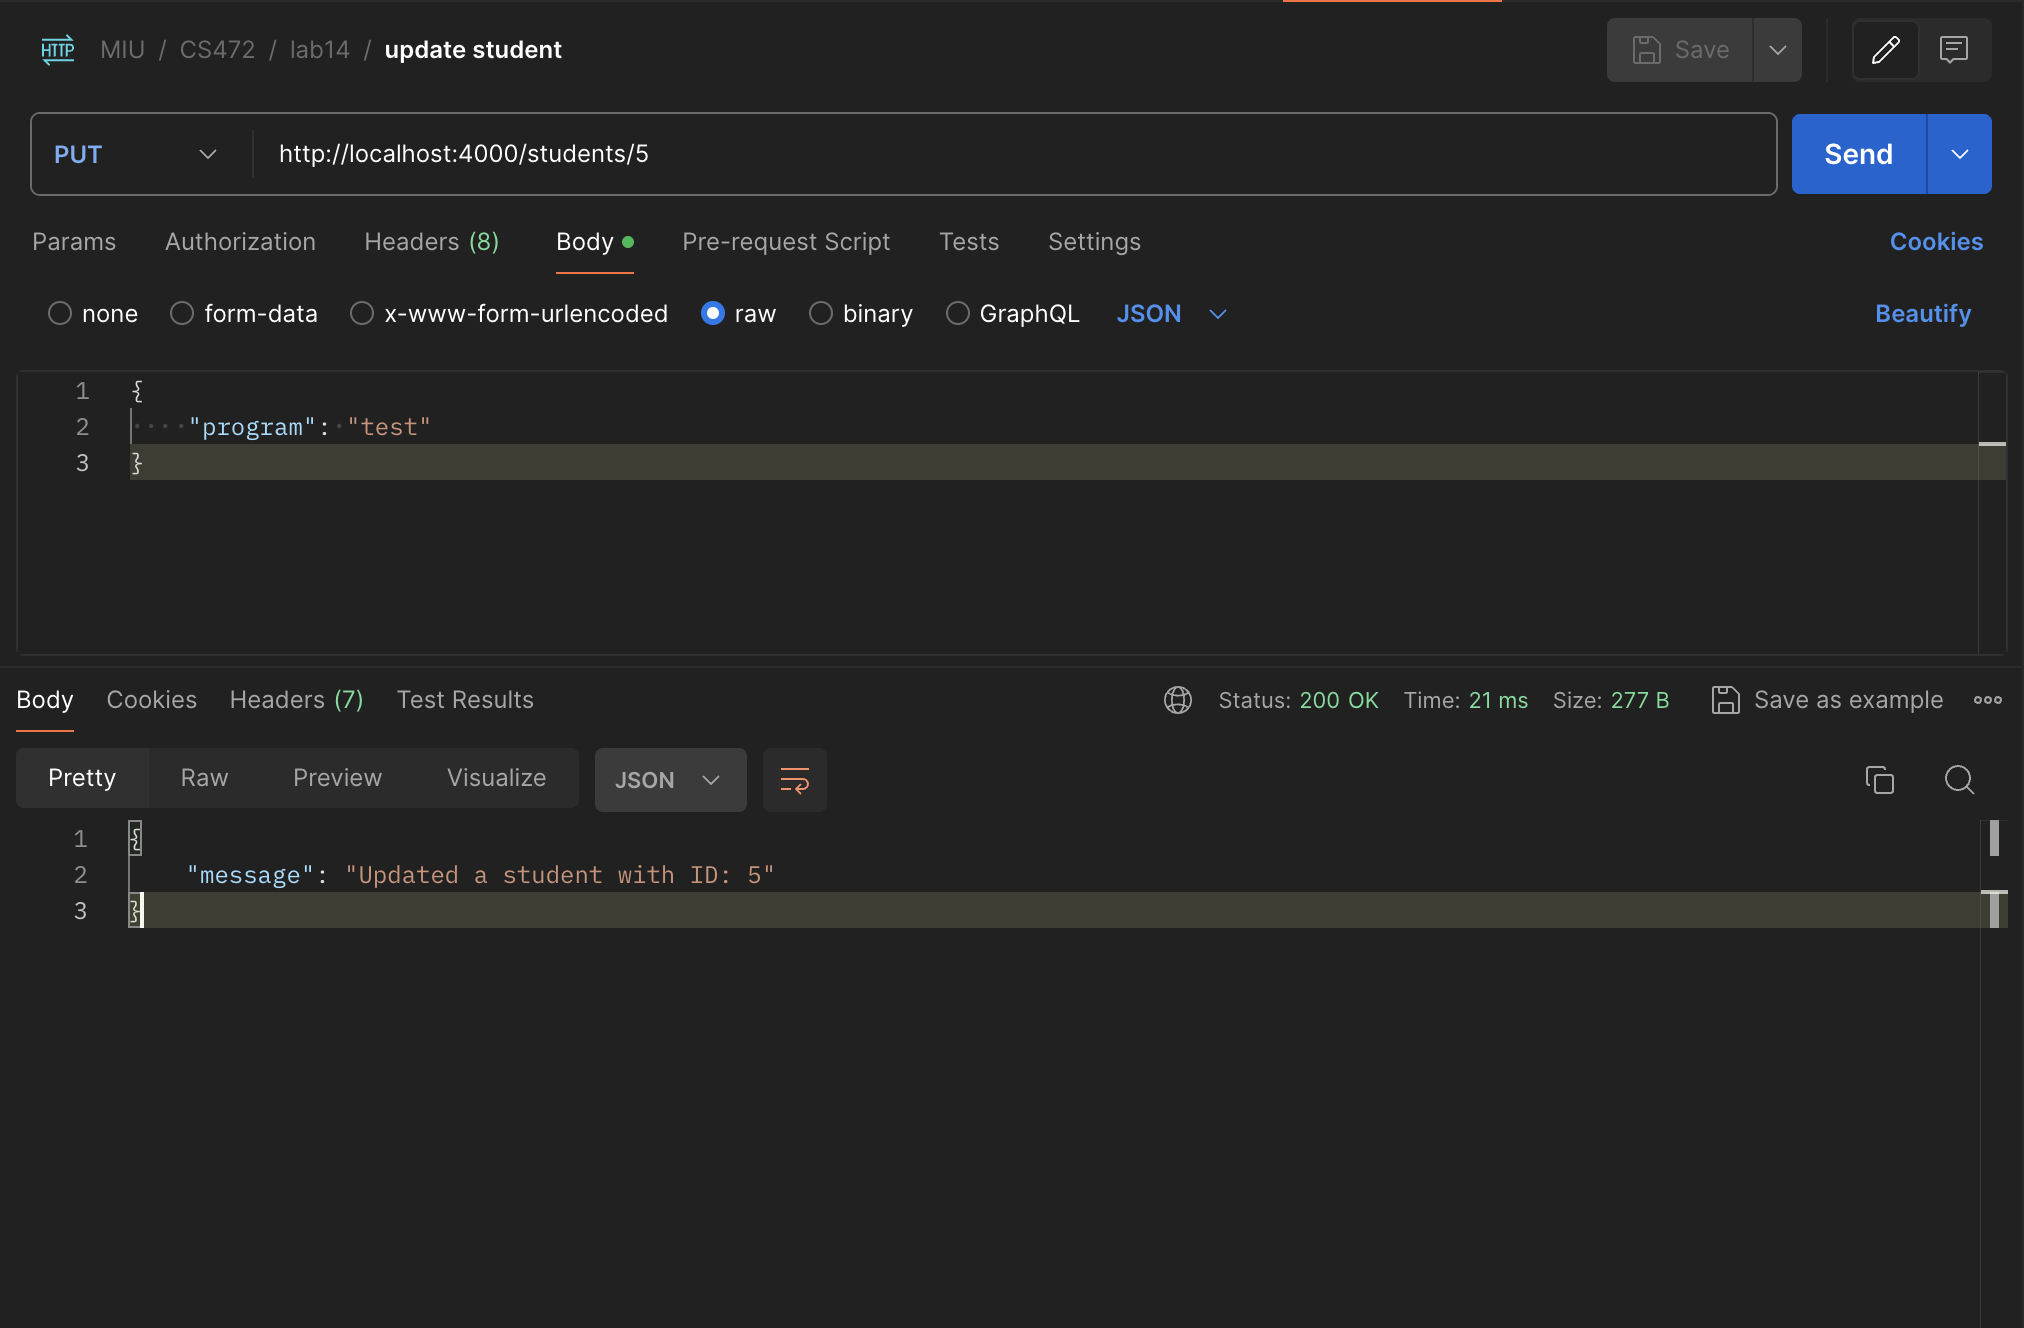 HTTP MIU / CS472 / lab14 / update student Save
PUT http://localhost:4000/students/5 Send
Params Authorization Headers (8) Body Pre-request Script Tests Settings Cookies
none form-data x-www-form-urlencoded raw binary GraphQL JSON Beautify
1 {
2 ····"program":·"test"
3 }
Body Cookies Headers (7) Test Results Status: 200 OK Time: 21 ms Size: 277 B Save as example
Pretty Raw Preview Visualize JSON
1 {
2 "message": "Updated a student with ID: 5"
3 }